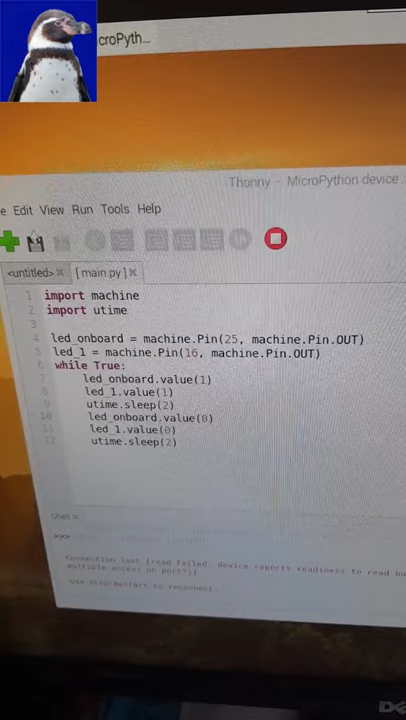 croPyth...
Thonny - MicroPython device
e Edit View Run Tools Help
<untitled> [ main.py ]
1 import machine
2 import utime
3
4 led_onboard = machine.Pin(25, machine.Pin.OUT)
5 led_1 = machine.Pin(16, machine.Pin.OUT)
6 while True:
7 led_onboard.value(1)
8 led_1.value(1)
9 utime.sleep(2)
10 led_onboard.value(0)
11 led_1.value(0)
12 utime.sleep(2)
Shell
>>>
Connection lost (read failed: device reports readiness to read bu
multiple access on port?))
Use Stop/Restart to reconnect.